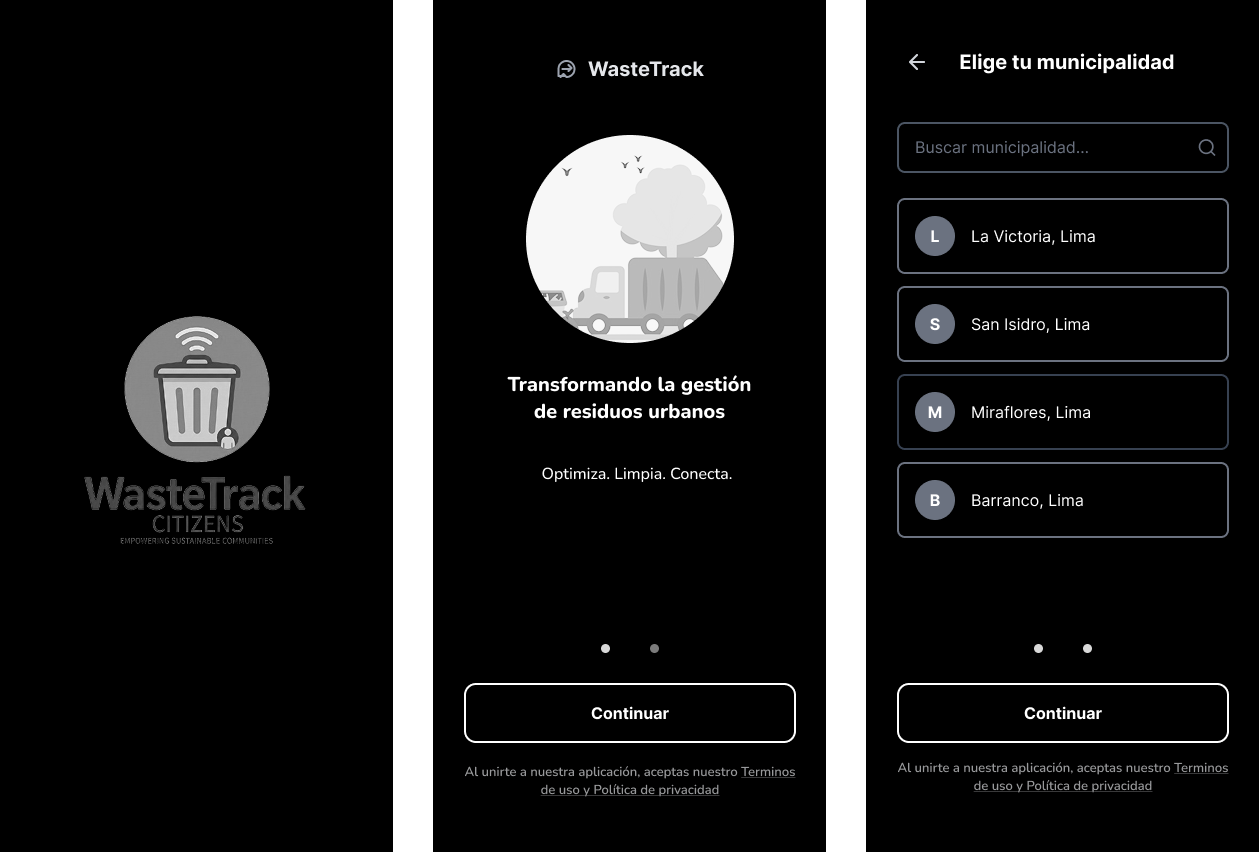 WasteTrack
CITIZENS
EMPOWERING SUSTAINABLE COMMUNITIES
WasteTrack
Transformando la gestión
de residuos urbanos
Optimiza. Limpia. Conecta.
Continuar
Al unirte a nuestra aplicación, aceptas nuestro Terminos
de uso y Política de privacidad
Elige tu municipalidad
Buscar municipalidad...
L La Victoria, Lima
S San Isidro, Lima
M Miraflores, Lima
B Barranco, Lima
Continuar
Al unirte a nuestra aplicación, aceptas nuestro Terminos
de uso y Política de privacidad